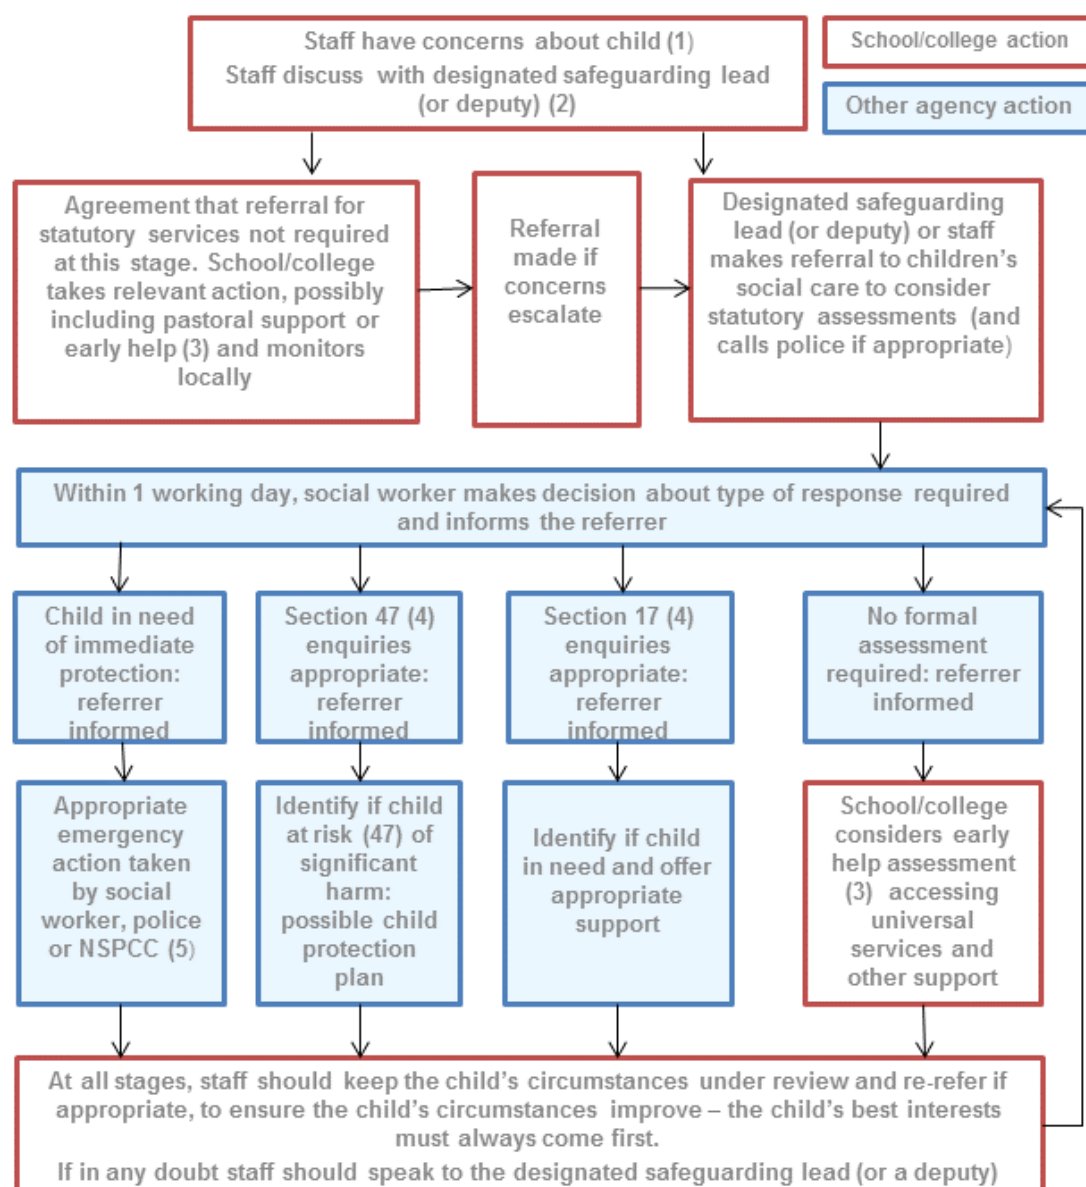 Staff have concerns about child (1)
Staff discuss with designated safeguarding lead
(or deputy) (2)
School/college action
Other agency action
Agreement that referral for
statutory services not required
at this stage. School/college
takes relevant action, possibly
including pastoral support or
early help (3) and monitors
locally
Referral
made if
concerns
escalate
Designated safeguarding
lead (or deputy) or staff
makes referral to children's
social care to consider
statutory assessments (and
calls police if appropriate)
Within 1 working day, social worker makes decision about type of response required
and informs the referrer
Child in need
of immediate
protection:
referrer
informed
Section 47 (4)
enquiries
appropriate:
referrer
informed
Section 17 (4)
enquiries
appropriate:
referrer
informed
No formal
assessment
required: referrer
informed
Appropriate
emergency
action taken
by social
worker, police
or NSPCC (5)
Identify if child
at risk (47) of
significant
harm:
possible child
protection
plan
Identify if child
in need and offer
appropriate
support
School/college
considers early
help assessment
(3) accessing
universal
services and
other support
At all stages, staff should keep the child's circumstances under review and re-refer if
appropriate, to ensure the child's circumstances improve – the child's best interests
must always come first.
If in any doubt staff should speak to the designated safeguarding lead (or a deputy)